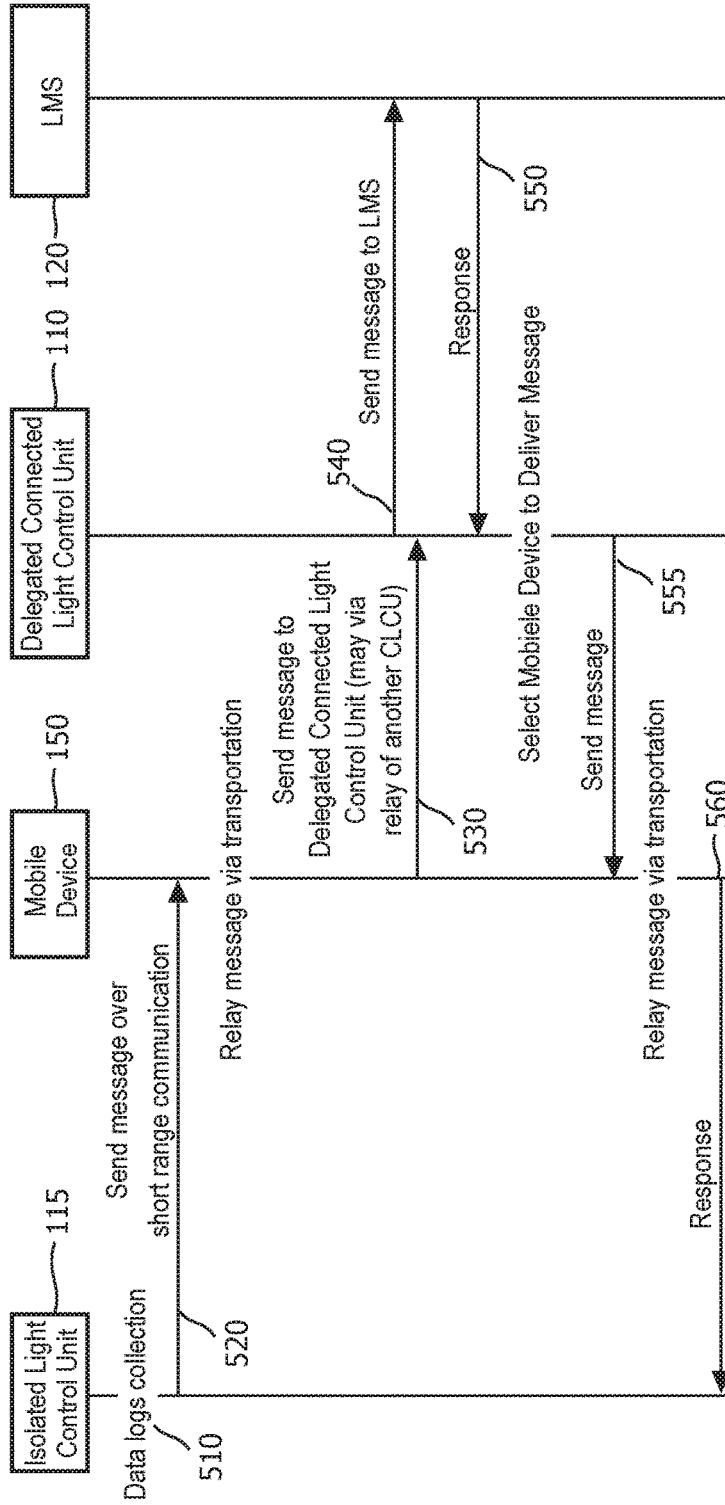 Isolated Light
Control Unit
115
Mobile
Device
150
Delegated Connected
Light Control Unit
110
LMS
120
Data logs collection
510
Send message over
short range communication
520
Relay message via transportation
Send message to
Delegated Connected Light
Control Unit (may via
relay of another CLCU)
530
540
Send message to LMS
Response
550
Select Mobiele Device to Deliver Message
Send message
555
Relay message via transportation
Response
560